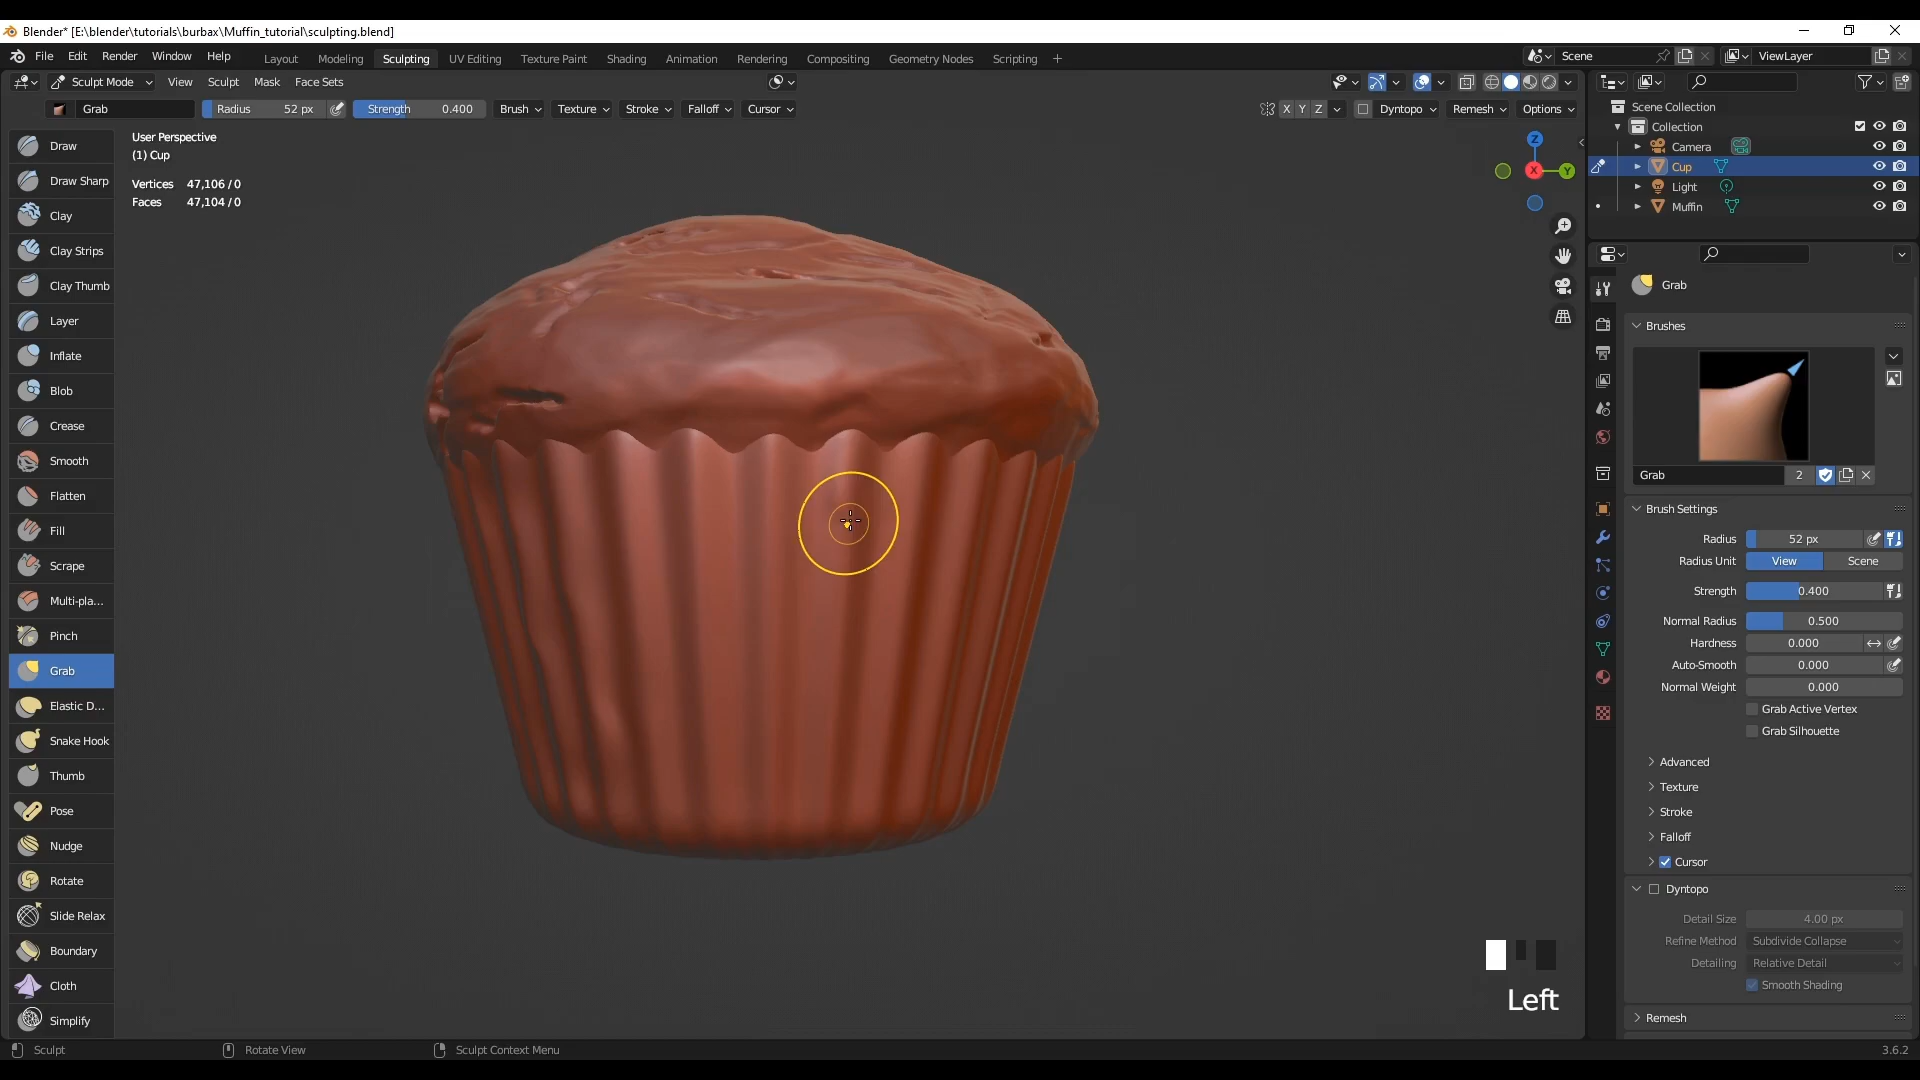 Blender* [E:\blender\tutorials\burbax\Muffin_tutorial\sculpting.blend]
File Edit Render Window Help Layout Modeling Sculpting UV Editing Texture Paint Shading Animation Rendering Compositing Geometry Nodes Scripting + Scene ViewLayer
Sculpt Mode View Sculpt Mask Face Sets
Grab Radius 52 px Strength 0.400 Brush Texture Stroke Falloff Cursor X Y Z Dyntopo Remesh Options
User Perspective
(1) Cup
Vertices 47,106 / 0
Faces 47,104 / 0
Draw
Draw Sharp
Clay
Clay Strips
Clay Thumb
Layer
Inflate
Blob
Crease
Smooth
Flatten
Fill
Scrape
Multi-pla...
Pinch
Grab
Elastic D...
Snake Hook
Thumb
Pose
Nudge
Rotate
Slide Relax
Boundary
Cloth
Simplify
Z
X
Y
Left
Scene Collection
Collection
Camera
Cup
Light
Muffin
Grab
Brushes
Grab 2
Brush Settings
Radius 52 px
Radius Unit View Scene
Strength 0.400
Normal Radius 0.500
Hardness 0.000
Auto-Smooth 0.000
Normal Weight 0.000
Grab Active Vertex
Grab Silhouette
Advanced
Texture
Stroke
Falloff
Cursor
Dyntopo
Detail Size 4.00 px
Refine Method Subdivide Collapse
Detailing Relative Detail
Smooth Shading
Remesh
Sculpt Rotate View Sculpt Context Menu 3.6.2